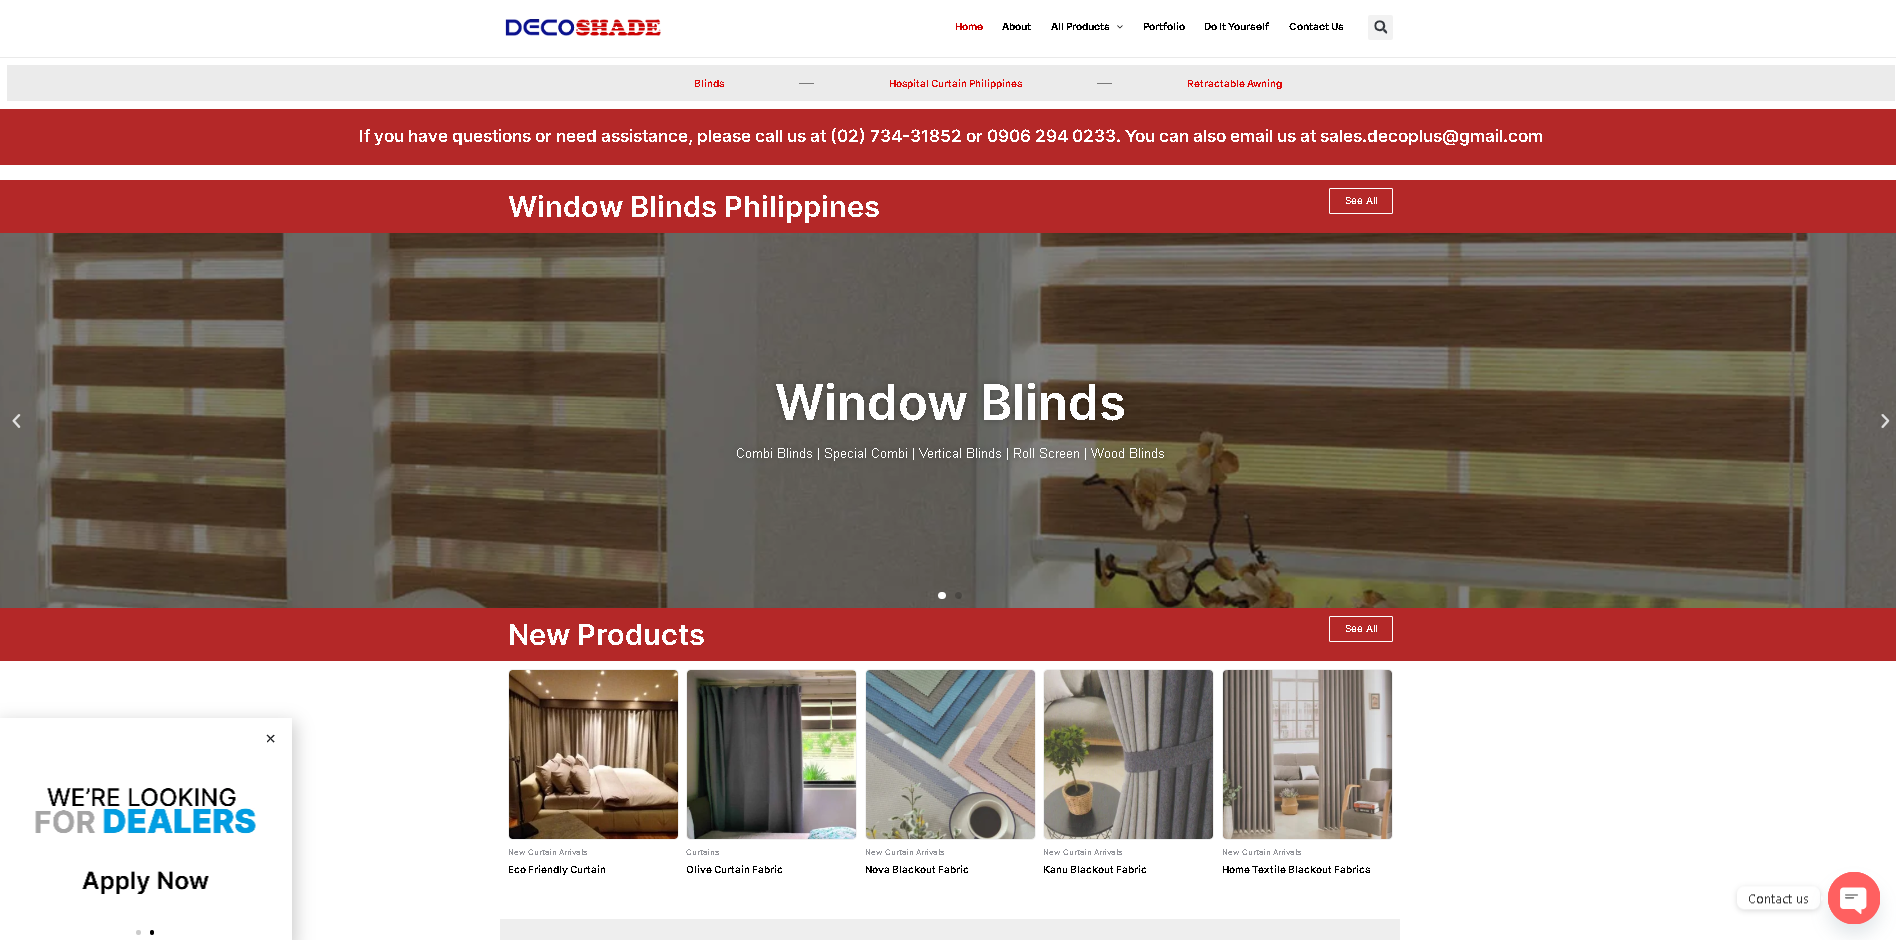 DECOSHADE
Home About All Products Portfolio Do It Yourself Contact Us
Blinds Hospital Curtain Philippines Retractable Awning
If you have questions or need assistance, please call us at (02) 734-31852 or 0906 294 0233. You can also email us at sales.decoplus@gmail.com
Window Blinds Philippines
See All
Window Blinds
Combi Blinds | Special Combi | Vertical Blinds | Roll Screen | Wood Blinds
New Products
See All
New Curtain Arrivals
Eco Friendly Curtain
Curtains
Olive Curtain Fabric
New Curtain Arrivals
Nova Blackout Fabric
New Curtain Arrivals
Kanu Blackout Fabric
New Curtain Arrivals
Home Textile Blackout Fabrics
WE'RE LOOKING
FOR DEALERS
Apply Now
Contact us